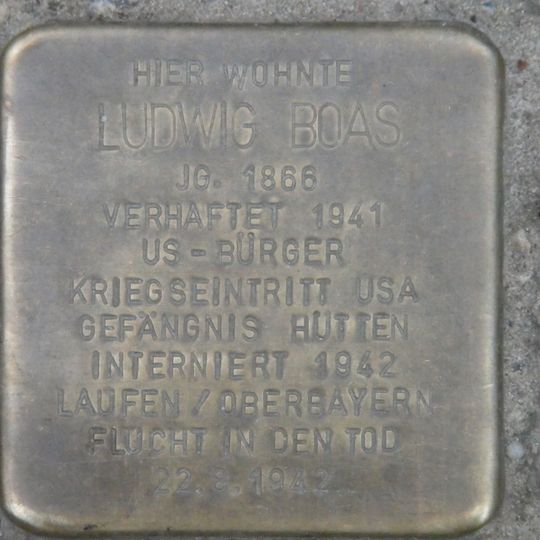 HIER WOHNTE
LUDWIG BOAS
JG. 1866
VERHAFTET 1941
US-BÜRGER
KRIEGSEINTRITT USA
GEFÄNGNIS HÜTTEN
INTERNIERT 1942
LAUFEN / OBERBAYERN
FLUCHT IN DEN TOD
22.3.1942